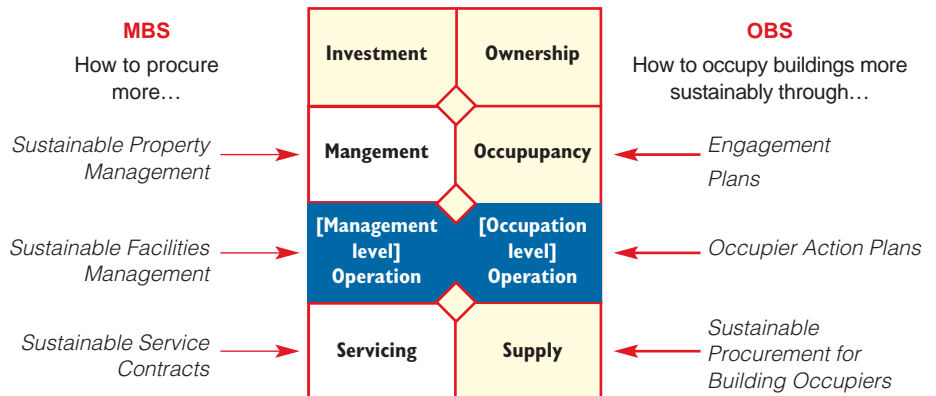 MBS
How to procure
more…
Sustainable Property
Management
Sustainable Facilities
Management
Sustainable Service
Contracts
Investment
Ownership
Mangement
Occupupancy
[Management
level]
Operation
[Occupation
level]
Operation
Servicing
Supply
OBS
How to occupy buildings more
sustainably through…
Engagement
Plans
Occupier Action Plans
Sustainable
Procurement for
Building Occupiers